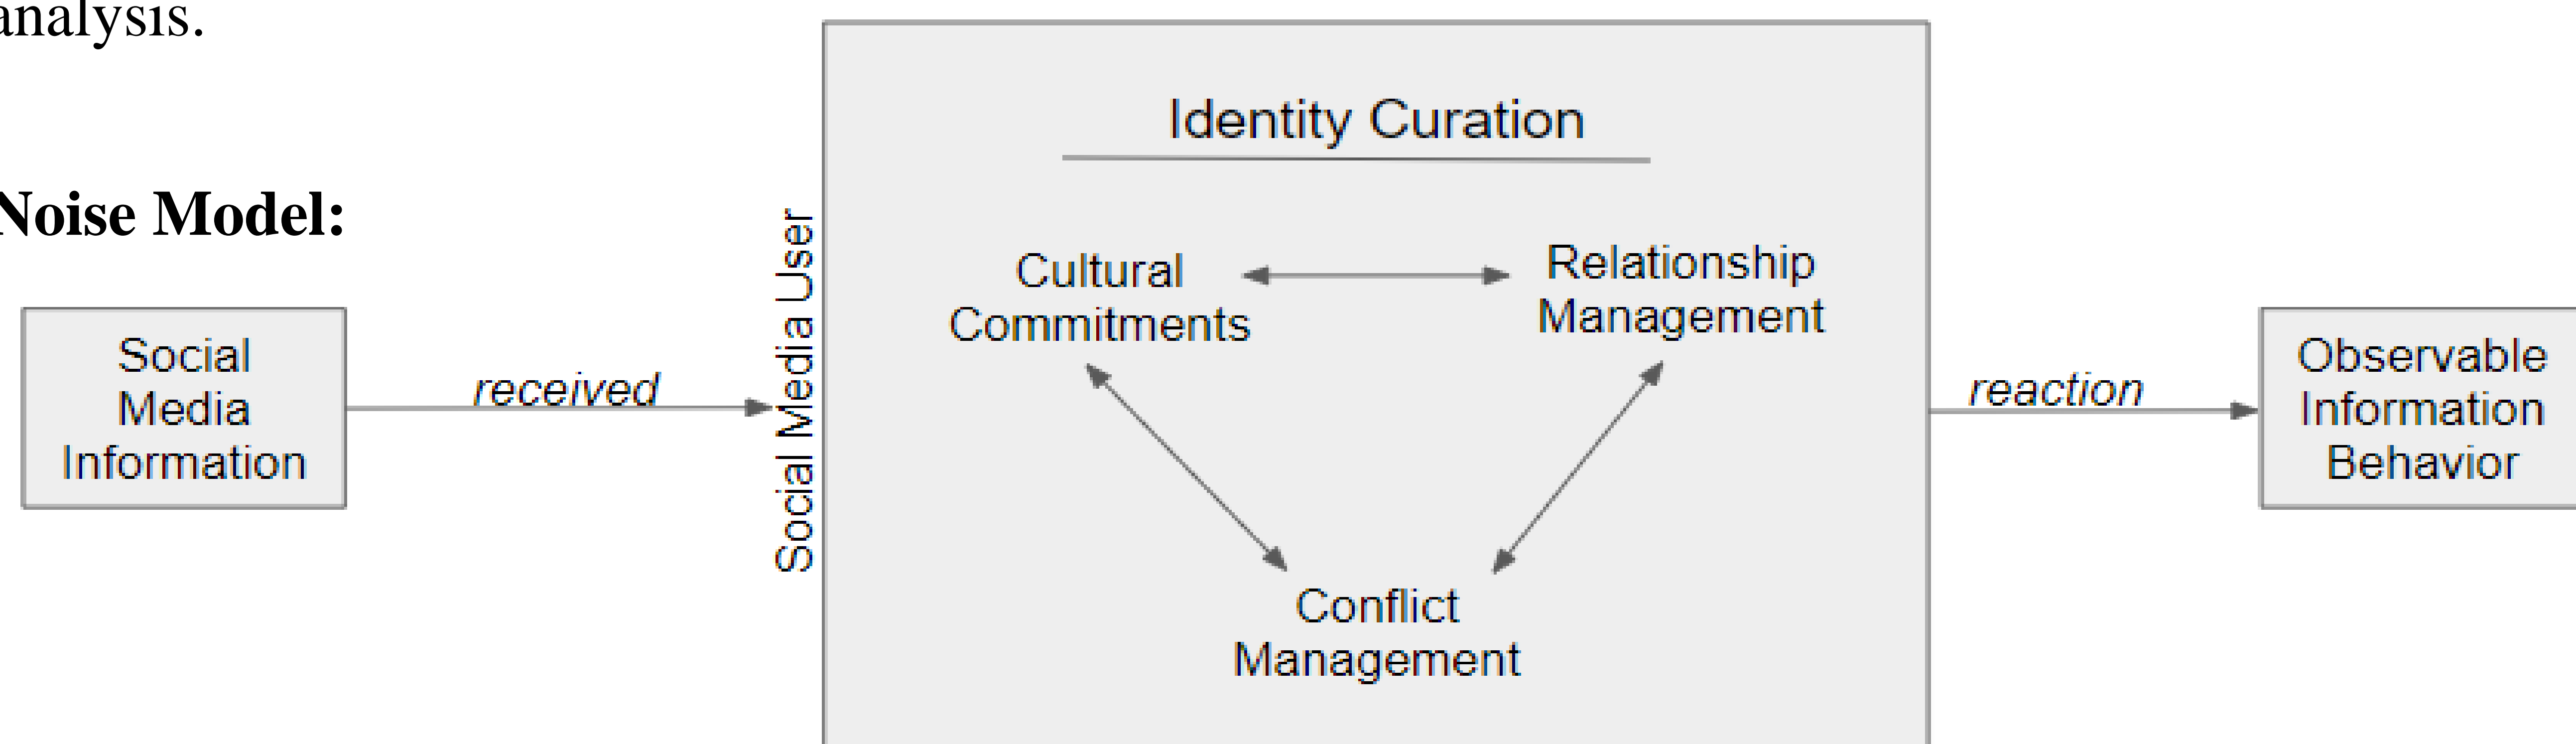 analysis.
Noise Model:
Social
Media
Information
received
Social Media User
Identity Curation
Cultural
Commitments
Relationship
Management
Conflict
Management
reaction
Observable
Information
Behavior